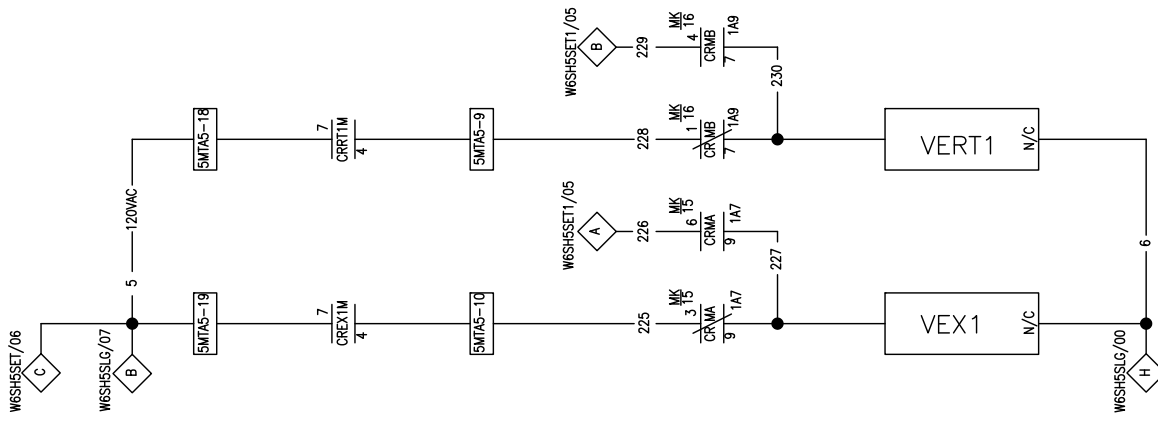 W6SH5SET/06
C
W6SH5SLG/07
B
5
120VAC
5MTA5-19
5MTA5-18
7
CREX1M
4
7
CRRT1M
4
5MTA5-10
5MTA5-9
W6SH5SET1/05
A
W6SH5SET1/05
B
225
226
228
229
MK
15
3
CRMA
9
1A7
MK
15
6
CRMA
9
1A7
MK
16
1
CRMB
7
1A9
MK
16
4
CRMB
7
1A9
227
230
VEX1
N/C
VERT1
N/C
6
W6SH5SLG/00
H